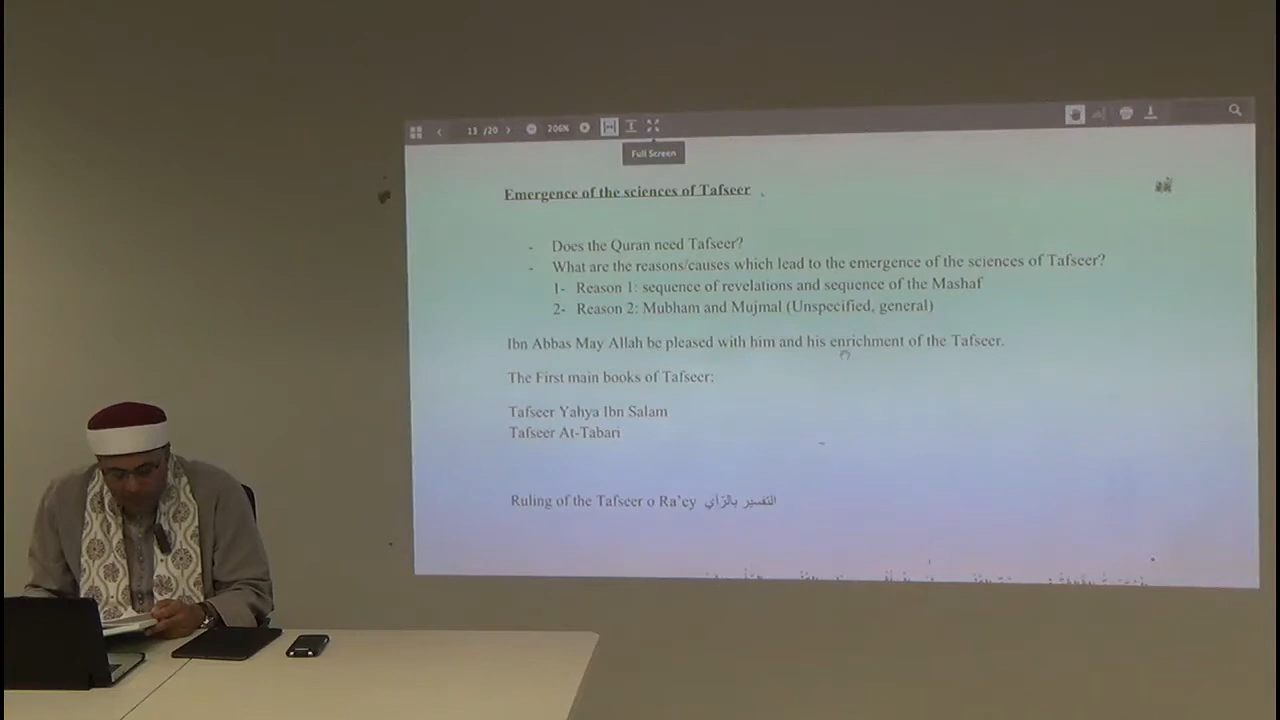 11 /20
206%
Full Screen
Emergence of the sciences of Tafseer .
- Does the Quran need Tafseer?
- What are the reasons/causes which lead to the emergence of the sciences of Tafseer?
1- Reason 1: sequence of revelations and sequence of the Mashaf
2- Reason 2: Mubham and Mujmal (Unspecified, general)
Ibn Abbas May Allah be pleased with him and his enrichment of the Tafseer.
The First main books of Tafseer:
Tafseer Yahya Ibn Salam
Tafseer At-Tabari
Ruling of the Tafseer o Ra’ey التفسير بالرأي